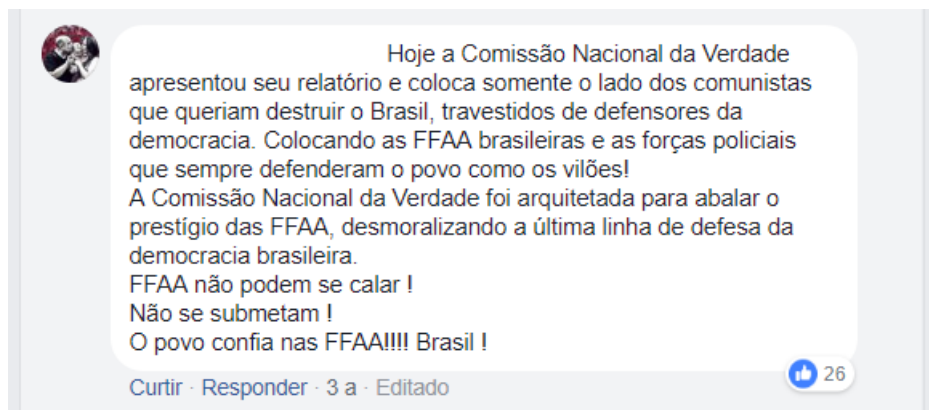 Hoje a Comissão Nacional da Verdade
apresentou seu relatório e coloca somente o lado dos comunistas
que queriam destruir o Brasil, travestidos de defensores da
democracia. Colocando as FFAA brasileiras e as forças policiais
que sempre defenderam o povo como os vilões!
A Comissão Nacional da Verdade foi arquitetada para abalar o
prestígio das FFAA, desmoralizando a última linha de defesa da
democracia brasileira.
FFAA não podem se calar !
Não se submetam !
O povo confia nas FFAA!!!! Brasil !
26
Curtir · Responder · 3 a · Editado